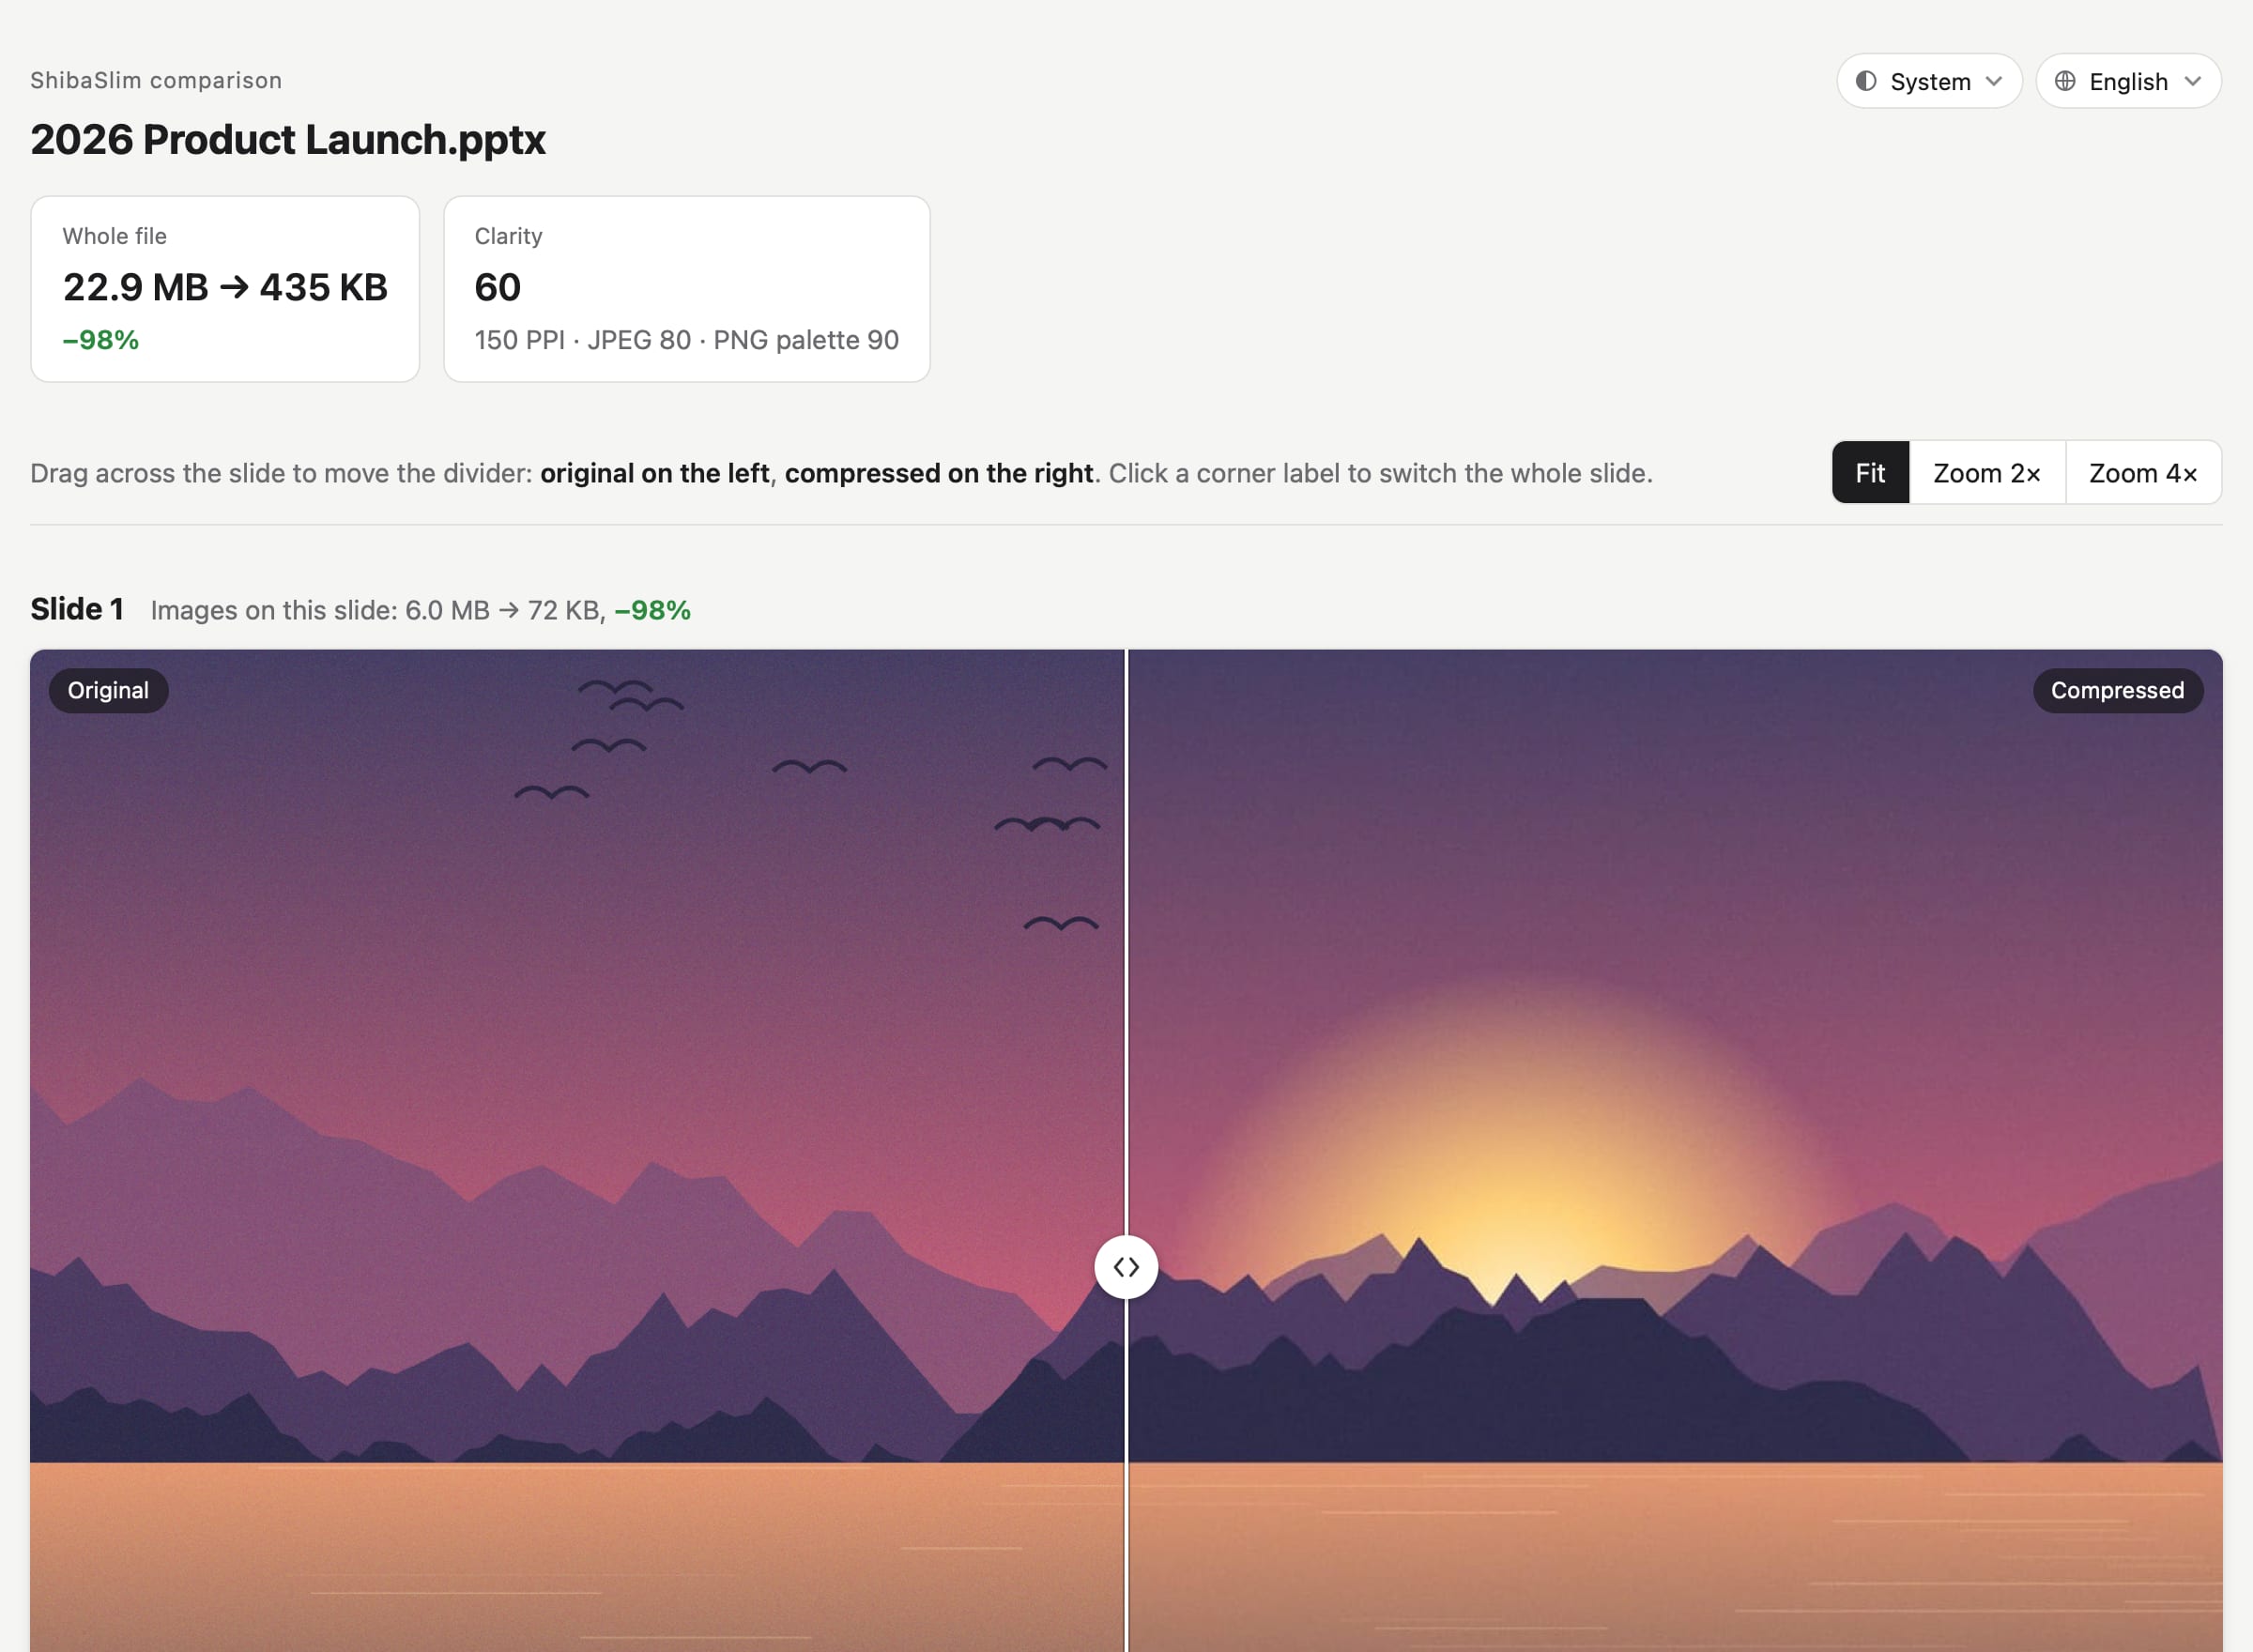 ShibaSlim comparison
System
English
2026 Product Launch.pptx
Whole file
22.9 MB → 435 KB
−98%
Clarity
60
150 PPI · JPEG 80 · PNG palette 90
Drag across the slide to move the divider: original on the left, compressed on the right. Click a corner label to switch the whole slide.
Fit
Zoom 2×
Zoom 4×
Slide 1 Images on this slide: 6.0 MB → 72 KB, −98%
Original
Compressed